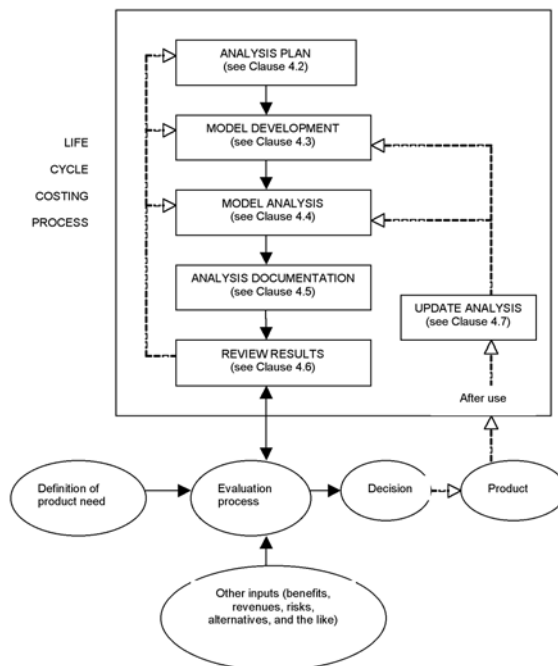 ANALYSIS PLAN
(see Clause 4.2)
MODEL DEVELOPMENT
(see Clause 4.3)
LIFE
CYCLE
COSTING
PROCESS
MODEL ANALYSIS
(see Clause 4.4)
ANALYSIS DOCUMENTATION
(see Clause 4.5)
UPDATE ANALYSIS
(see Clause 4.7)
REVIEW RESULTS
(see Clause 4.6)
After use
Definition of
product need
Evaluation
process
Decision
Product
Other inputs (benefits,
revenues, risks,
alternatives, and the like)